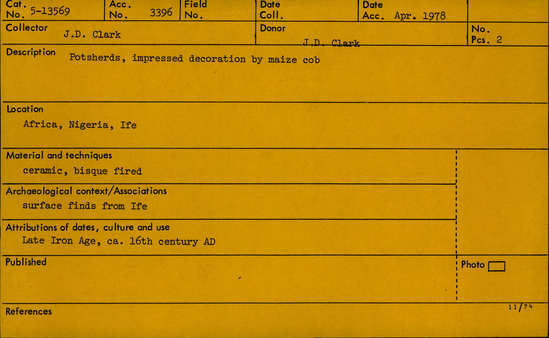 Cat. No. 5-13569 Acc. No. 3396 Field No. Date Coll. Date Acc. Apr. 1978
Collector J.D. Clark Donor J.D. Clark No. Pcs. 2
Description Potsherds, impressed decoration by maize cob
Location
Africa, Nigeria, Ife
Material and techniques
ceramic, bisque fired
Archaeological context/Associations
surface finds from Ife
Attributions of dates, culture and use
Late Iron Age, ca. 16th century AD
Published Photo
References 11/74